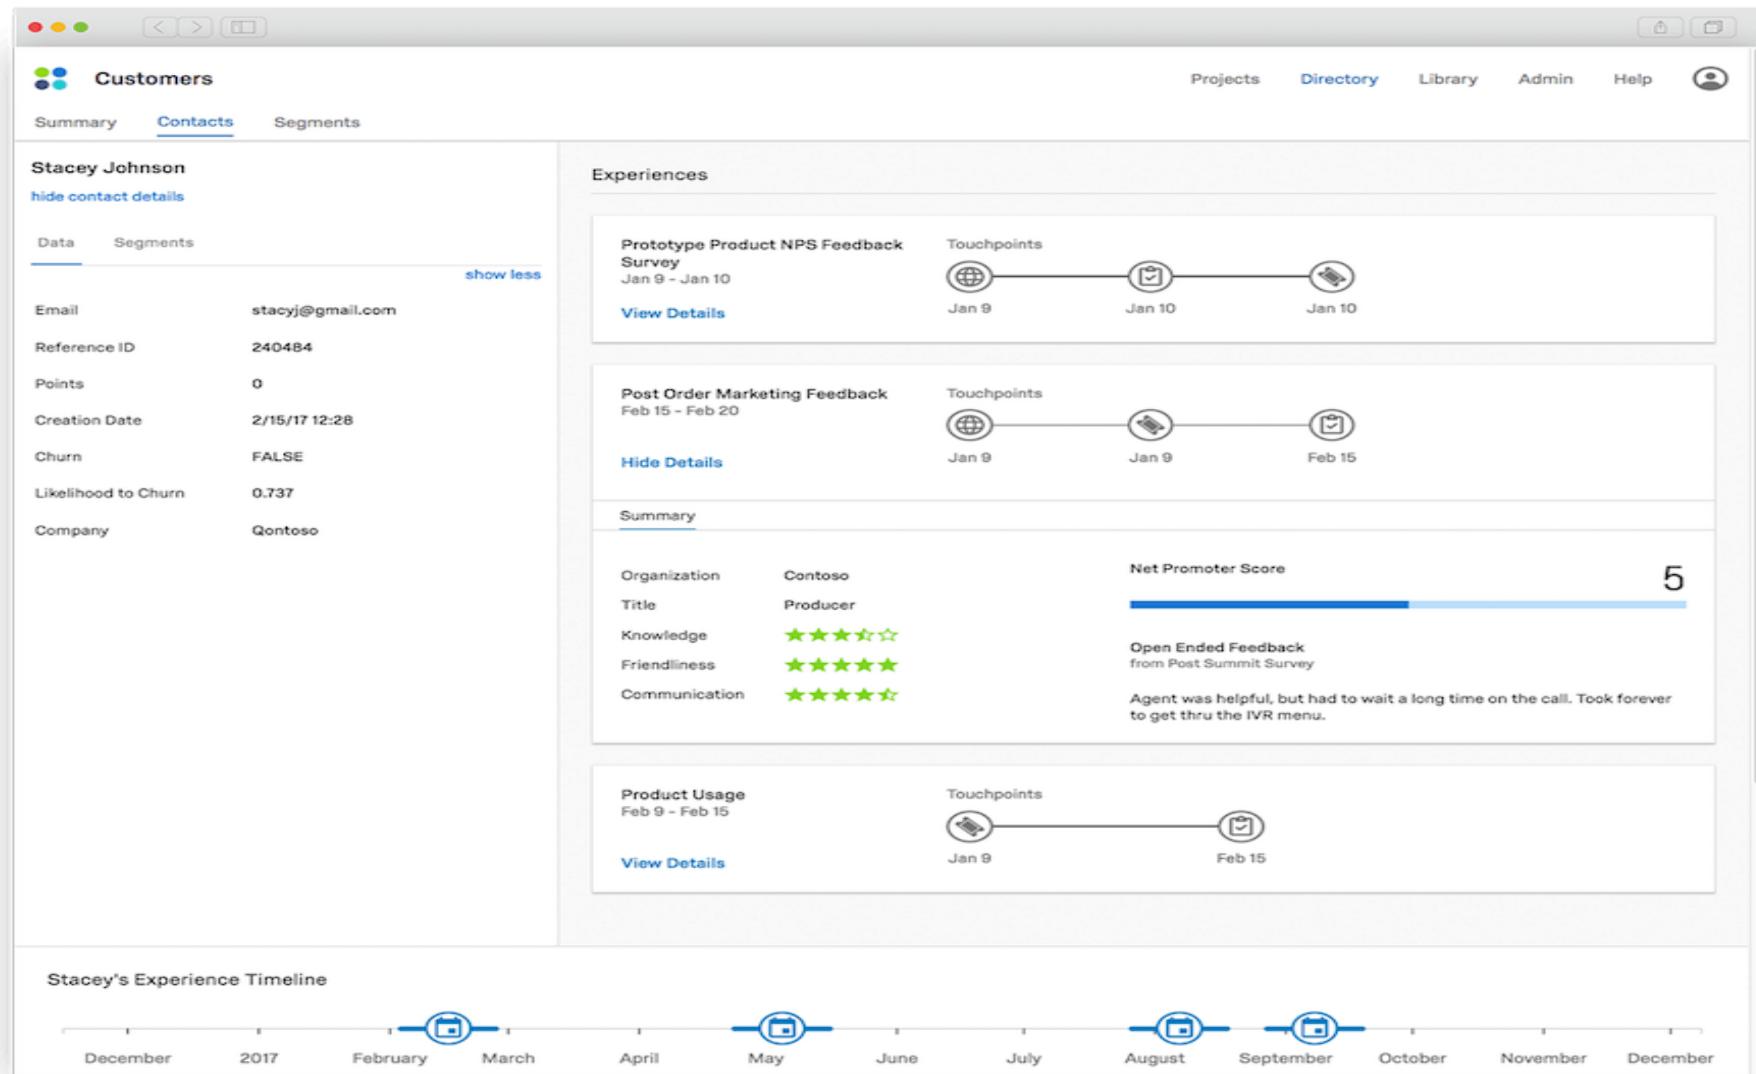 Customers
Projects Directory Library Admin Help
Summary Contacts Segments
Stacey Johnson
hide contact details
Data Segments
show less
Email stacyj@gmail.com
Reference ID 240484
Points 0
Creation Date 2/15/17 12:28
Churn FALSE
Likelihood to Churn 0.737
Company Qontoso
Experiences
Prototype Product NPS Feedback
Survey
Jan 9 - Jan 10
View Details
Touchpoints
Jan 9 Jan 10 Jan 10
Post Order Marketing Feedback
Feb 15 - Feb 20
Hide Details
Touchpoints
Jan 9 Jan 9 Feb 15
Summary
Organization Contoso
Title Producer
Knowledge
Friendliness
Communication
Net Promoter Score 5
Open Ended Feedback
from Post Summit Survey
Agent was helpful, but had to wait a long time on the call. Took forever
to get thru the IVR menu.
Product Usage
Feb 9 - Feb 15
View Details
Touchpoints
Jan 9 Feb 15
Stacey's Experience Timeline
December 2017 February March April May June July August September October November December